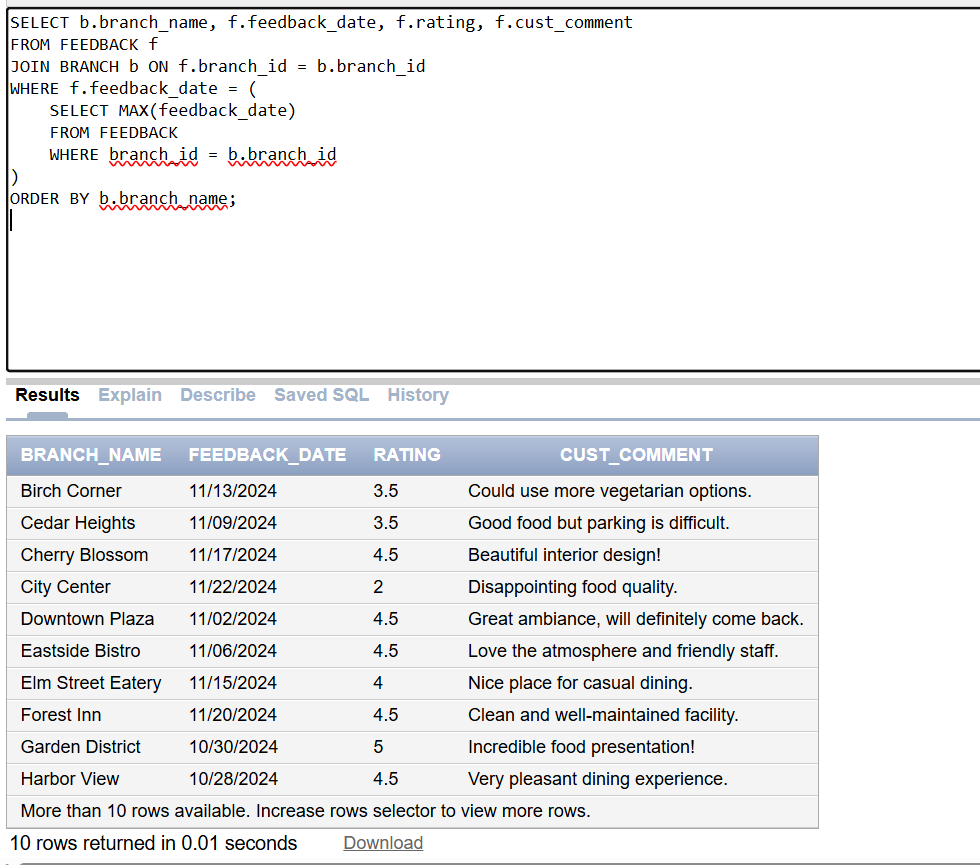 SELECT b.branch_name, f.feedback_date, f.rating, f.cust_comment
FROM FEEDBACK f
JOIN BRANCH b ON f.branch_id = b.branch_id
WHERE f.feedback_date = (
    SELECT MAX(feedback_date)
    FROM FEEDBACK
    WHERE branch_id = b.branch_id
)
ORDER BY b.branch_name;
Results Explain Describe Saved SQL History
BRANCH_NAME FEEDBACK_DATE RATING CUST_COMMENT
Birch Corner 11/13/2024 3.5 Could use more vegetarian options.
Cedar Heights 11/09/2024 3.5 Good food but parking is difficult.
Cherry Blossom 11/17/2024 4.5 Beautiful interior design!
City Center 11/22/2024 2 Disappointing food quality.
Downtown Plaza 11/02/2024 4.5 Great ambiance, will definitely come back.
Eastside Bistro 11/06/2024 4.5 Love the atmosphere and friendly staff.
Elm Street Eatery 11/15/2024 4 Nice place for casual dining.
Forest Inn 11/20/2024 4.5 Clean and well-maintained facility.
Garden District 10/30/2024 5 Incredible food presentation!
Harbor View 10/28/2024 4.5 Very pleasant dining experience.
More than 10 rows available. Increase rows selector to view more rows.
10 rows returned in 0.01 seconds Download